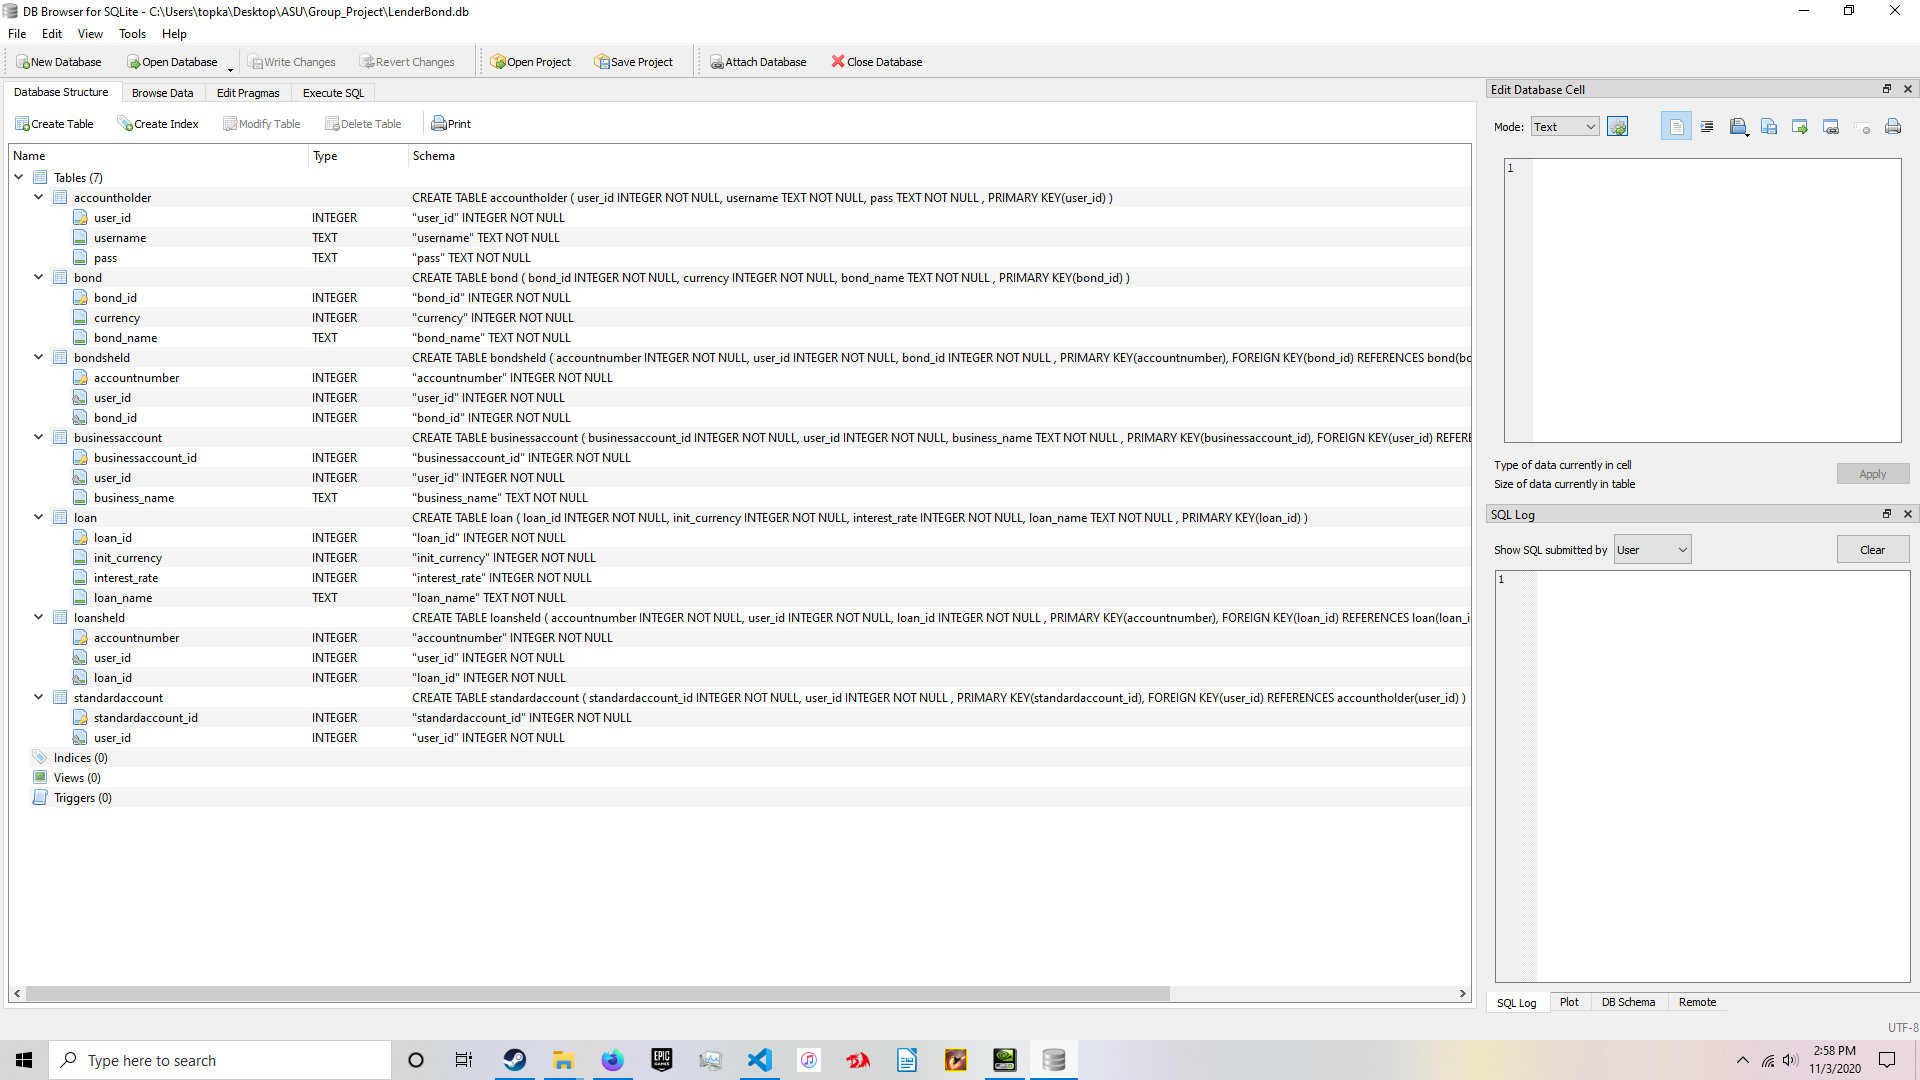 DB Browser for SQLite - C:\Users\topka\Desktop\ASU\Group_Project\LenderBond.db
File Edit View Tools Help
New Database Open Database Write Changes Revert Changes Open Project Save Project Attach Database Close Database
Database Structure Browse Data Edit Pragmas Execute SQL
Create Table Create Index Modify Table Delete Table Print
Name Type Schema
Tables (7)
accountholder CREATE TABLE accountholder ( user_id INTEGER NOT NULL, username TEXT NOT NULL, pass TEXT NOT NULL , PRIMARY KEY(user_id) )
user_id INTEGER "user_id" INTEGER NOT NULL
username TEXT "username" TEXT NOT NULL
pass TEXT "pass" TEXT NOT NULL
bond CREATE TABLE bond ( bond_id INTEGER NOT NULL, currency INTEGER NOT NULL, bond_name TEXT NOT NULL , PRIMARY KEY(bond_id) )
bond_id INTEGER "bond_id" INTEGER NOT NULL
currency INTEGER "currency" INTEGER NOT NULL
bond_name TEXT "bond_name" TEXT NOT NULL
bondsheld CREATE TABLE bondsheld ( accountnumber INTEGER NOT NULL, user_id INTEGER NOT NULL, bond_id INTEGER NOT NULL , PRIMARY KEY(accountnumber), FOREIGN KEY(bond_id) REFERENCES bond(bo
accountnumber INTEGER "accountnumber" INTEGER NOT NULL
user_id INTEGER "user_id" INTEGER NOT NULL
bond_id INTEGER "bond_id" INTEGER NOT NULL
businessaccount CREATE TABLE businessaccount ( businessaccount_id INTEGER NOT NULL, user_id INTEGER NOT NULL, business_name TEXT NOT NULL , PRIMARY KEY(businessaccount_id), FOREIGN KEY(user_id) REFERE
businessaccount_id INTEGER "businessaccount_id" INTEGER NOT NULL
user_id INTEGER "user_id" INTEGER NOT NULL
business_name TEXT "business_name" TEXT NOT NULL
loan CREATE TABLE loan ( loan_id INTEGER NOT NULL, init_currency INTEGER NOT NULL, interest_rate INTEGER NOT NULL, loan_name TEXT NOT NULL , PRIMARY KEY(loan_id) )
loan_id INTEGER "loan_id" INTEGER NOT NULL
init_currency INTEGER "init_currency" INTEGER NOT NULL
interest_rate INTEGER "interest_rate" INTEGER NOT NULL
loan_name TEXT "loan_name" TEXT NOT NULL
loansheld CREATE TABLE loansheld ( accountnumber INTEGER NOT NULL, user_id INTEGER NOT NULL, loan_id INTEGER NOT NULL , PRIMARY KEY(accountnumber), FOREIGN KEY(loan_id) REFERENCES loan(loan_i
accountnumber INTEGER "accountnumber" INTEGER NOT NULL
user_id INTEGER "user_id" INTEGER NOT NULL
loan_id INTEGER "loan_id" INTEGER NOT NULL
standardaccount CREATE TABLE standardaccount ( standardaccount_id INTEGER NOT NULL, user_id INTEGER NOT NULL , PRIMARY KEY(standardaccount_id), FOREIGN KEY(user_id) REFERENCES accountholder(user_id) )
standardaccount_id INTEGER "standardaccount_id" INTEGER NOT NULL
user_id INTEGER "user_id" INTEGER NOT NULL
Indices (0)
Views (0)
Triggers (0)
Edit Database Cell
Mode: Text
1
Type of data currently in cell
Size of data currently in table
Apply
SQL Log
Show SQL submitted by User Clear
1
SQL Log Plot DB Schema Remote
UTF-8
Type here to search
EPIC GAMES
2:58 PM
11/3/2020